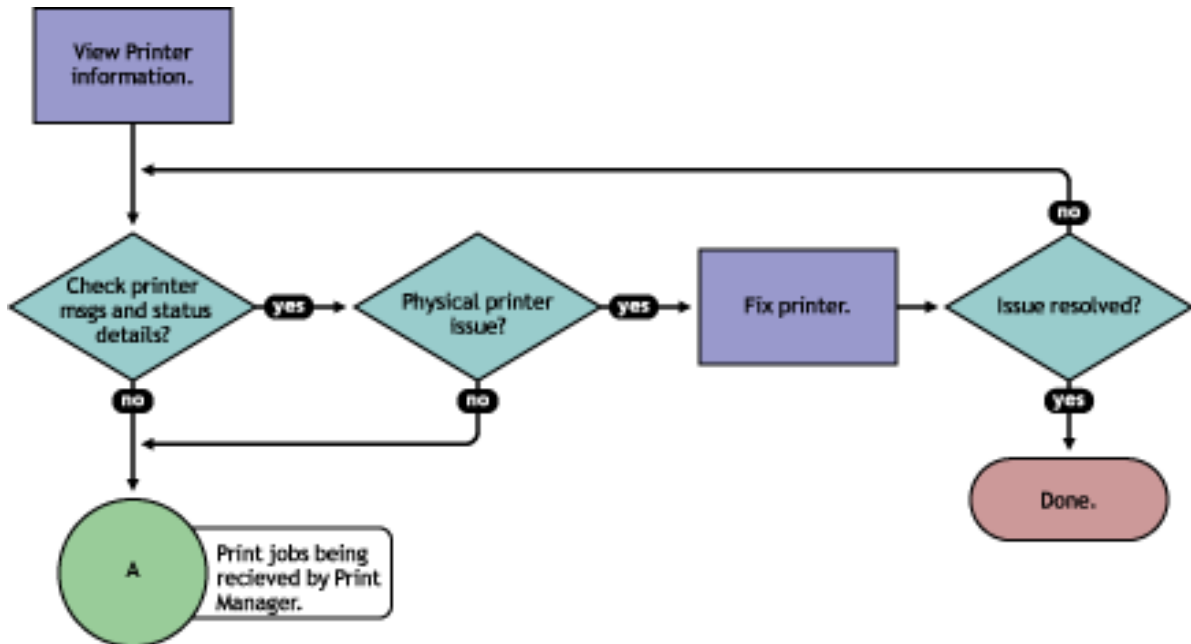 View Printer
information.
no
Check printer
msgs and status
details?
yes
Physical printer
issue?
yes
Fix printer.
Issue resolved?
no
no
yes
Done.
A
Print jobs being
recieved by Print
Manager.